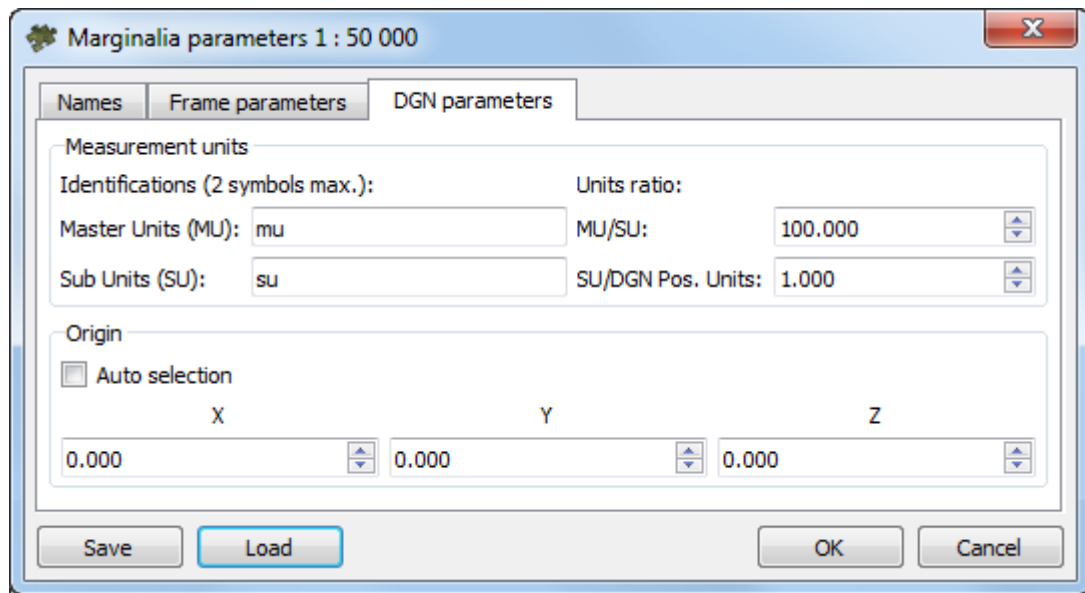 Marginalia parameters 1 : 50 000
Names Frame parameters DGN parameters
Measurement units
Identifications (2 symbols max.): Units ratio:
Master Units (MU): mu MU/SU: 100.000
Sub Units (SU): su SU/DGN Pos. Units: 1.000
Origin
Auto selection
X Y Z
0.000 0.000 0.000
Save Load OK Cancel